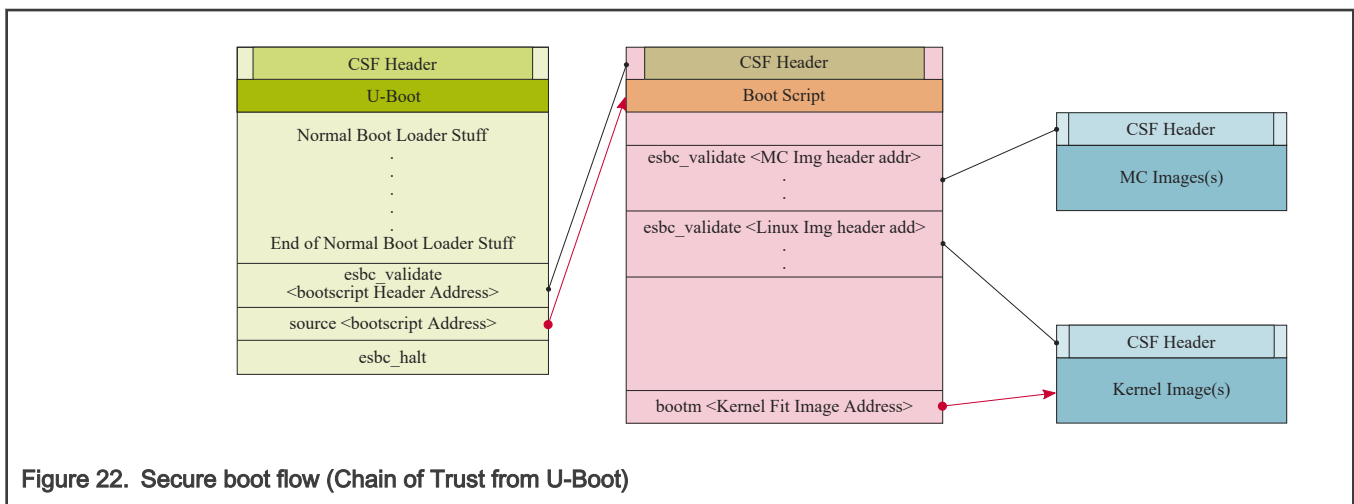 CSF Header
U-Boot
Normal Boot Loader Stuff
.
.
.
.
.
End of Normal Boot Loader Stuff
esbc_validate
<bootscript Header Address>
source <bootscript Address>
esbc_halt
CSF Header
Boot Script
esbc_validate <MC Img header addr>
.
.
esbc_validate <Linux Img header add>
.
.
bootm <Kernel Fit Image Address>
CSF Header
MC Images(s)
CSF Header
Kernel Image(s)
Figure 22. Secure boot flow (Chain of Trust from U-Boot)